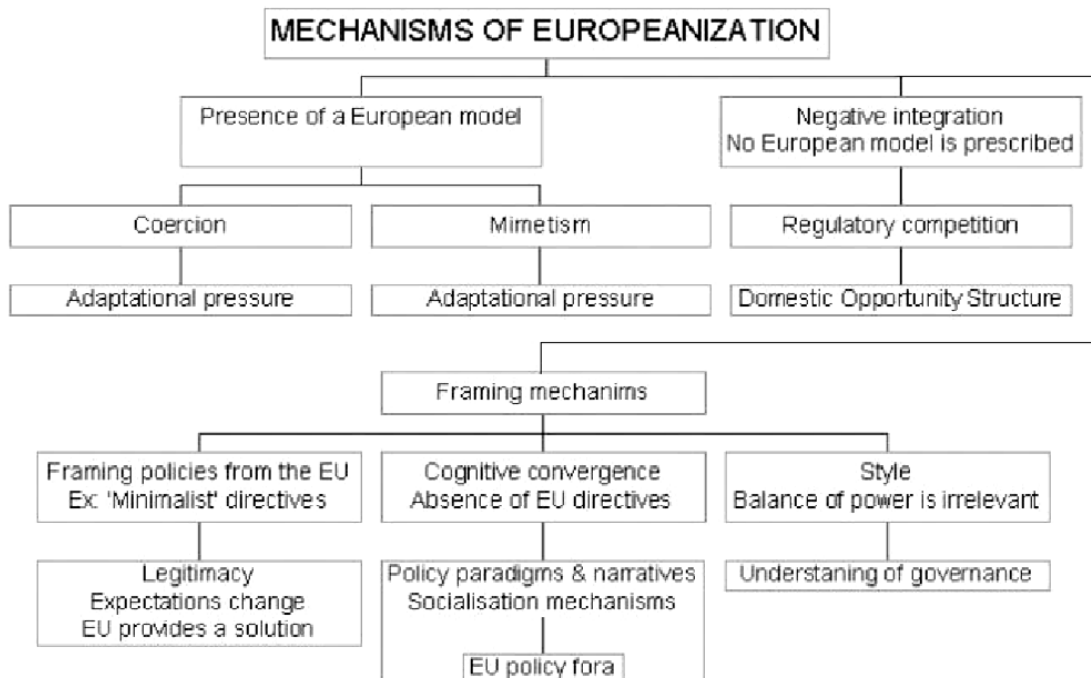 MECHANISMS OF EUROPEANIZATION
Presence of a European model
Negative integration
No European model is prescribed
Coercion
Mimetism
Regulatory competition
Adaptational pressure
Adaptational pressure
Domestic Opportunity Structure
Framing mechanims
Framing policies from the EU
Ex: 'Minimalist' directives
Cognitive convergence
Absence of EU directives
Style
Balance of power is irrelevant
Legitimacy
Expectations change
EU provides a solution
Policy paradigms & narratives
Socialisation mechanisms
Understaning of governance
EU policy fora